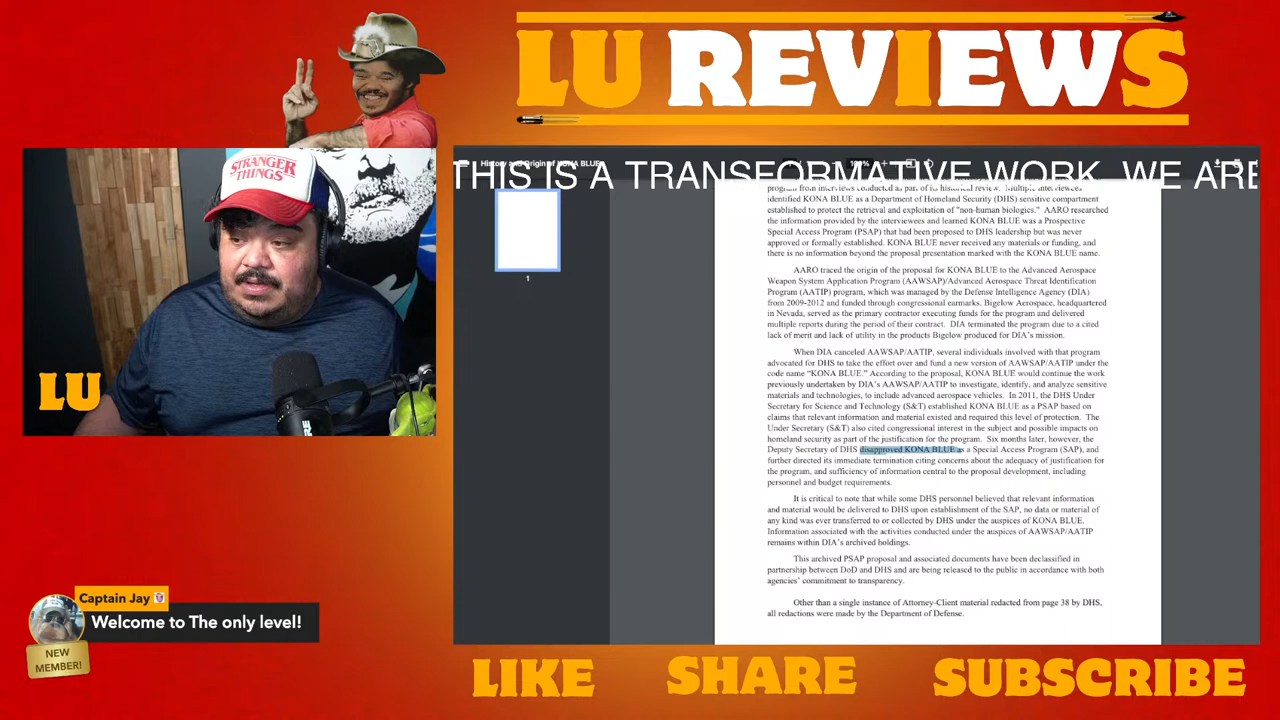 LU REVIEWS
STRANGER
THINGS
LU
History and Origin of KONA BLUE
THIS IS A TRANSFORMATIVE WORK. WE ARE
1
program from interviews conducted as part of its historical review. Multiple interviewees
identified KONA BLUE as a Department of Homeland Security (DHS) sensitive compartment
established to protect the retrieval and exploitation of "non-human biologics." AARO researched
the information provided by the interviewees and learned KONA BLUE was a Prospective
Special Access Program (PSAP) that had been proposed to DHS leadership but was never
approved or formally established. KONA BLUE never received any materials or funding, and
there is no information beyond the proposal presentation marked with the KONA BLUE name.
AARO traced the origin of the proposal for KONA BLUE to the Advanced Aerospace
Weapon System Application Program (AAWSAP)/Advanced Aerospace Threat Identification
Program (AATIP) program, which was managed by the Defense Intelligence Agency (DIA)
from 2009-2012 and funded through congressional earmarks. Bigelow Aerospace, headquartered
in Nevada, served as the primary contractor executing funds for the program and delivered
multiple reports during the period of their contract. DIA terminated the program due to a cited
lack of merit and lack of utility in the products Bigelow produced for DIA's mission.
When DIA canceled AAWSAP/AATIP, several individuals involved with that program
advocated for DHS to take the effort over and fund a new version of AAWSAP/AATIP under the
code name "KONA BLUE." According to the proposal, KONA BLUE would continue the work
previously undertaken by DIA's AAWSAP/AATIP to investigate, identify, and analyze sensitive
materials and technologies, to include advanced aerospace vehicles. In 2011, the DHS Under
Secretary for Science and Technology (S&T) established KONA BLUE as a PSAP based on
claims that relevant information and material existed and required this level of protection. The
Under Secretary (S&T) also cited congressional interest in the subject and possible impacts on
homeland security as part of the justification for the program. Six months later, however, the
Deputy Secretary of DHS disapproved KONA BLUE as a Special Access Program (SAP), and
further directed its immediate termination citing concerns about the adequacy of justification for
the program, and sufficiency of information central to the proposal development, including
personnel and budget requirements.
It is critical to note that while some DHS personnel believed that relevant information
and material would be delivered to DHS upon establishment of the SAP, no data or material of
any kind was ever transferred to or collected by DHS under the auspices of KONA BLUE.
Information associated with the activities conducted under the auspices of AAWSAP/AATIP
remains within DIA's archived holdings.
This archived PSAP proposal and associated documents have been declassified in
partnership between DoD and DHS and are being released to the public in accordance with both
agencies' commitment to transparency.
Other than a single instance of Attorney-Client material redacted from page 38 by DHS,
all redactions were made by the Department of Defense.
Captain Jay
Welcome to The only level!
NEW
MEMBER!
LIKE SHARE SUBSCRIBE